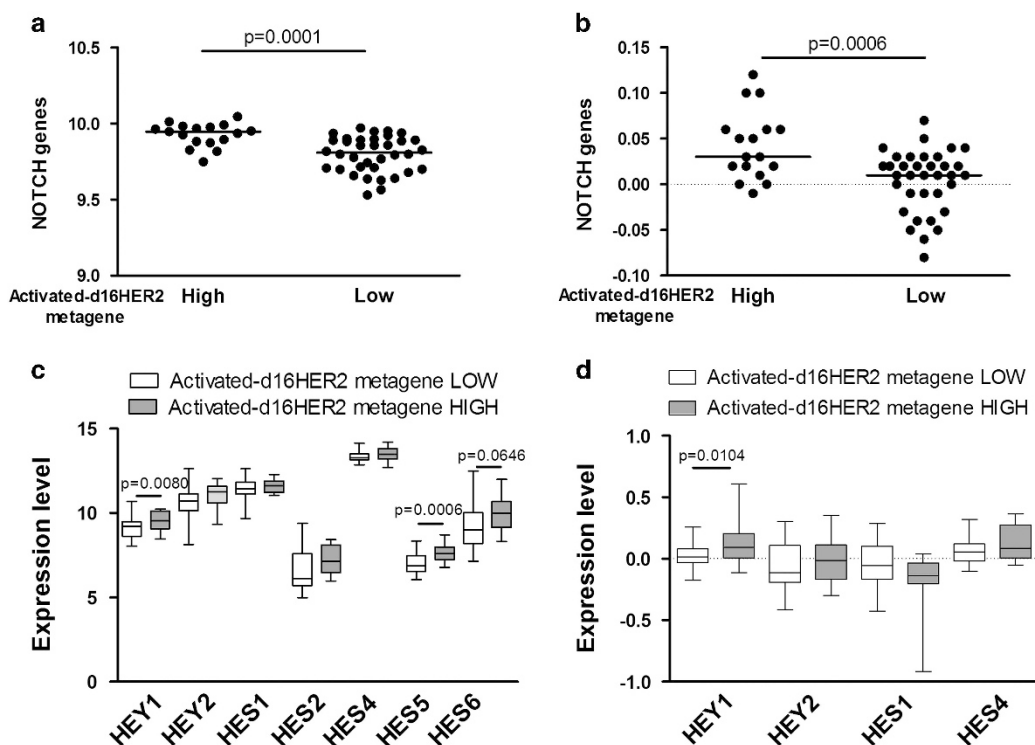 a
p=0.0001
10.5
10.0
9.5
9.0
NOTCH genes
Activated-d16HER2
metagene
High
Low
b
p=0.0006
0.15
0.10
0.05
0.00
-0.05
-0.10
NOTCH genes
Activated-d16HER2
metagene
High
Low
c
Activated-d16HER2 metagene LOW
Activated-d16HER2 metagene HIGH
15
10
5
0
Expression level
p=0.0080
p=0.0006
p=0.0646
HEY1
HEY2
HES1
HES2
HES4
HES5
HES6
d
Activated-d16HER2 metagene LOW
Activated-d16HER2 metagene HIGH
1.0
0.5
0.0
-0.5
-1.0
Expression level
p=0.0104
HEY1
HEY2
HES1
HES4